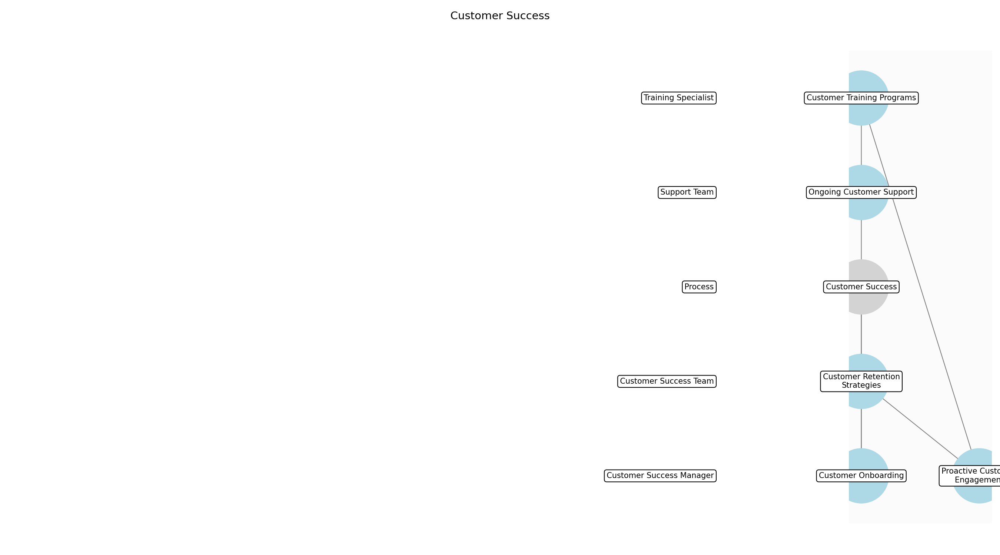 Customer Success
Training Specialist
Customer Training Programs
Support Team
Ongoing Customer Support
Process
Customer Success
Customer Success Team
Customer Retention
Strategies
Customer Success Manager
Customer Onboarding
Proactive